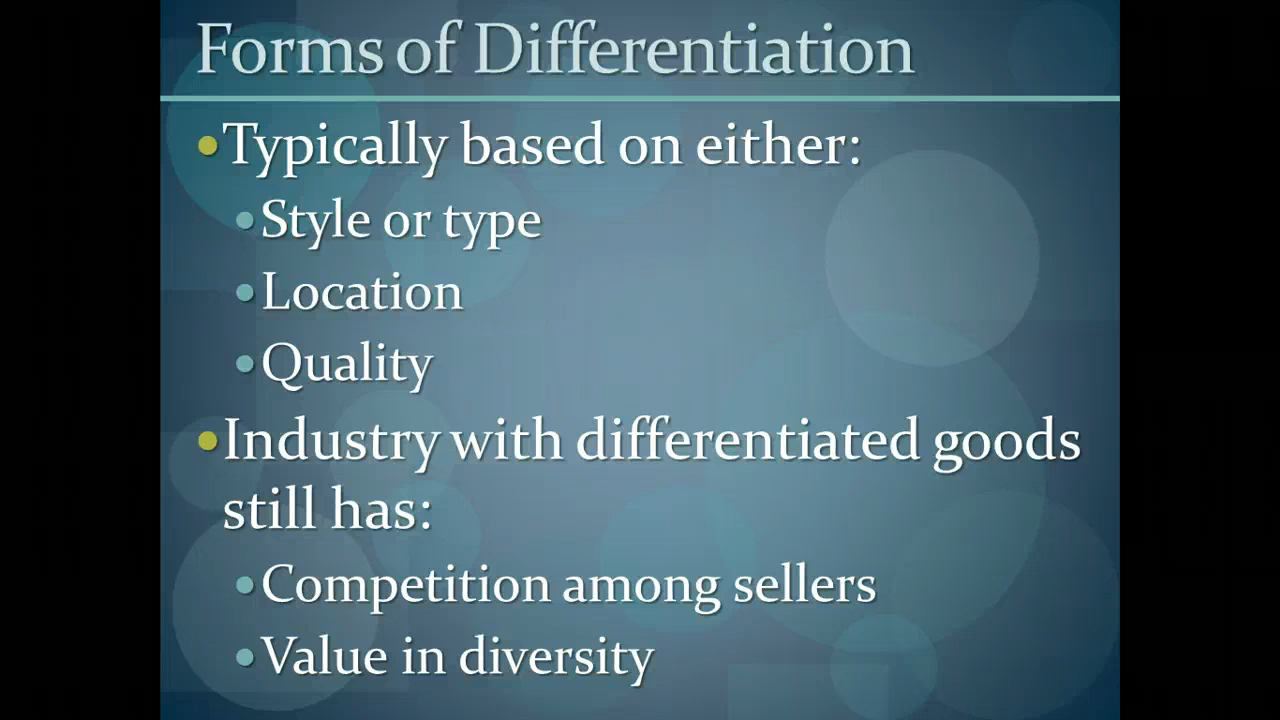 Forms of Differentiation
•Typically based on either:
•Style or type
•Location
•Quality
•Industry with differentiated goods
still has:
•Competition among sellers
•Value in diversity